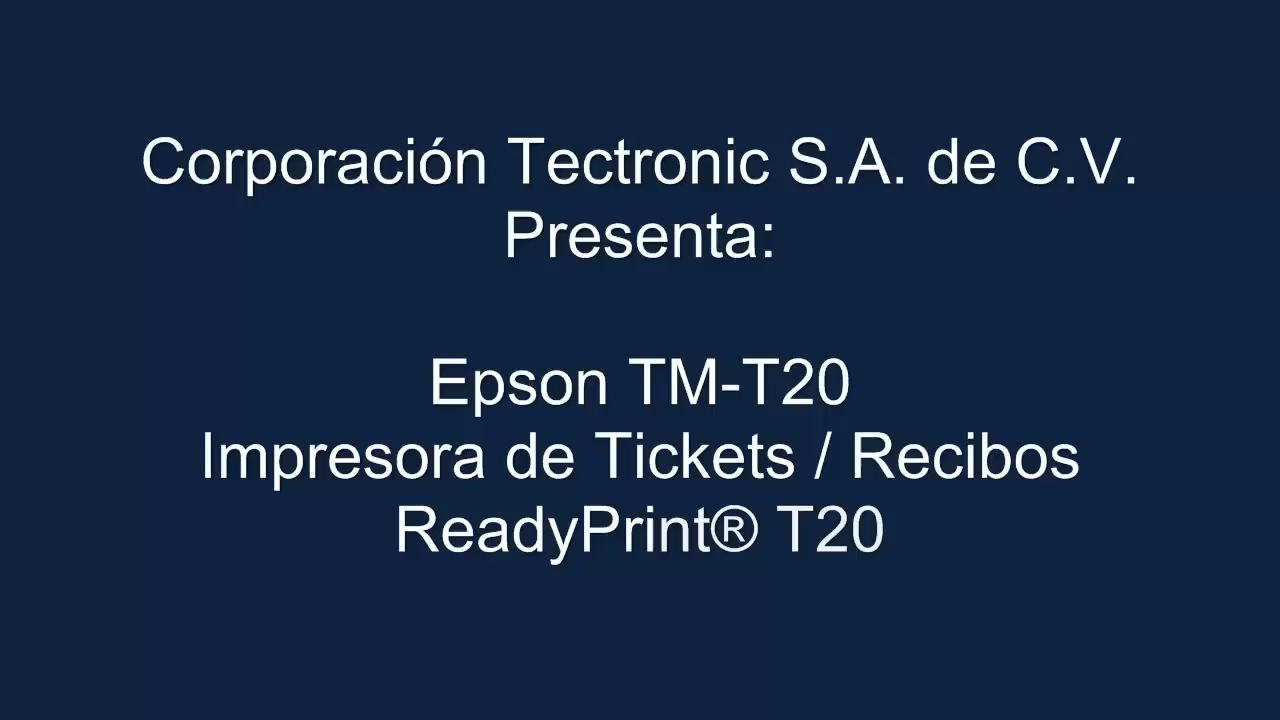 Corporación Tectronic S.A. de C.V.
Presenta:
Epson TM-T20
Impresora de Tickets / Recibos
ReadyPrint® T20